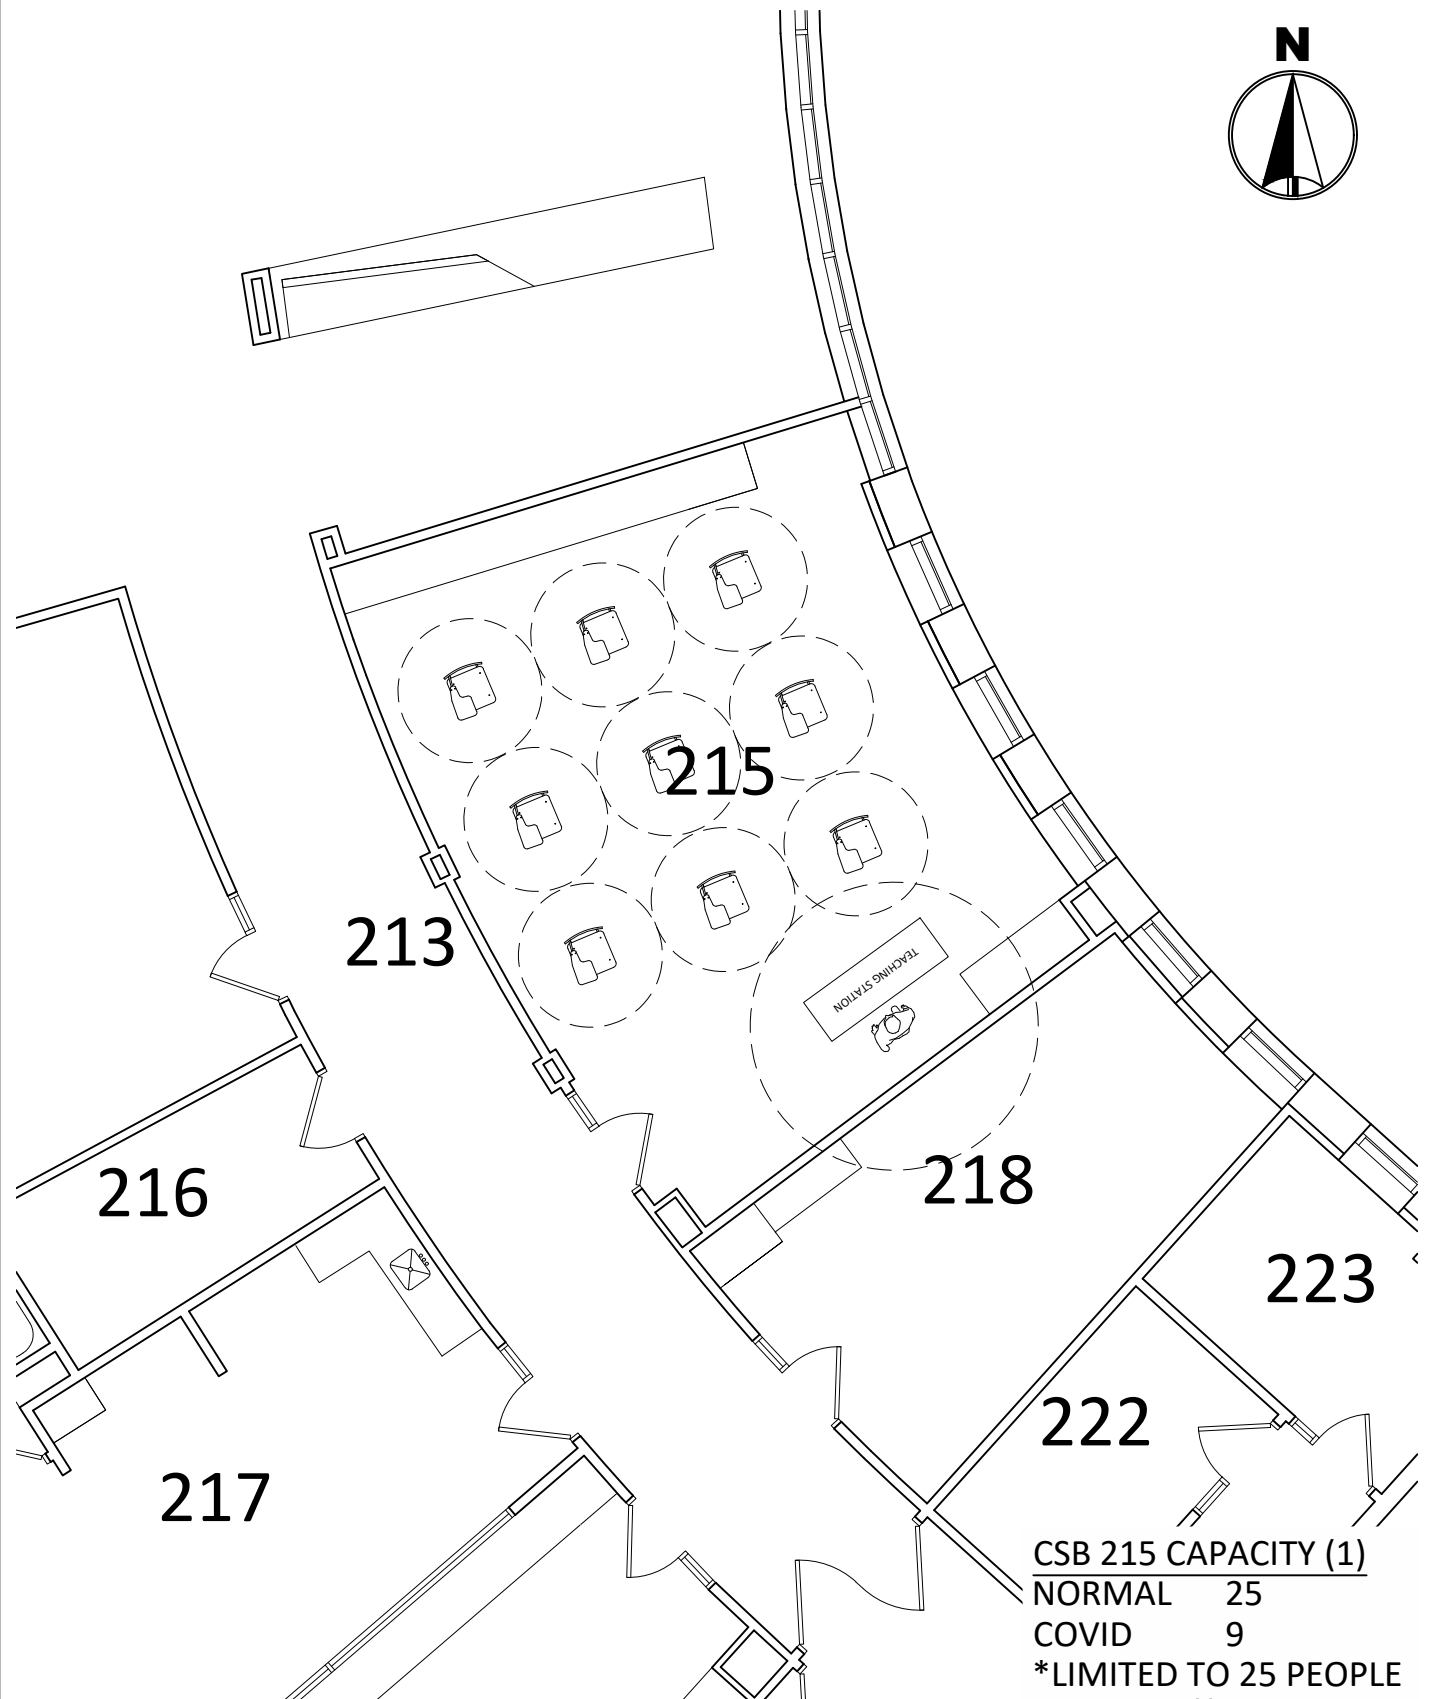 N
215
213
TEACHING STATION
218
216
223
222
217
CSB 215 CAPACITY (1)
NORMAL 25
COVID 9
*LIMITED TO 25 PEOPLE